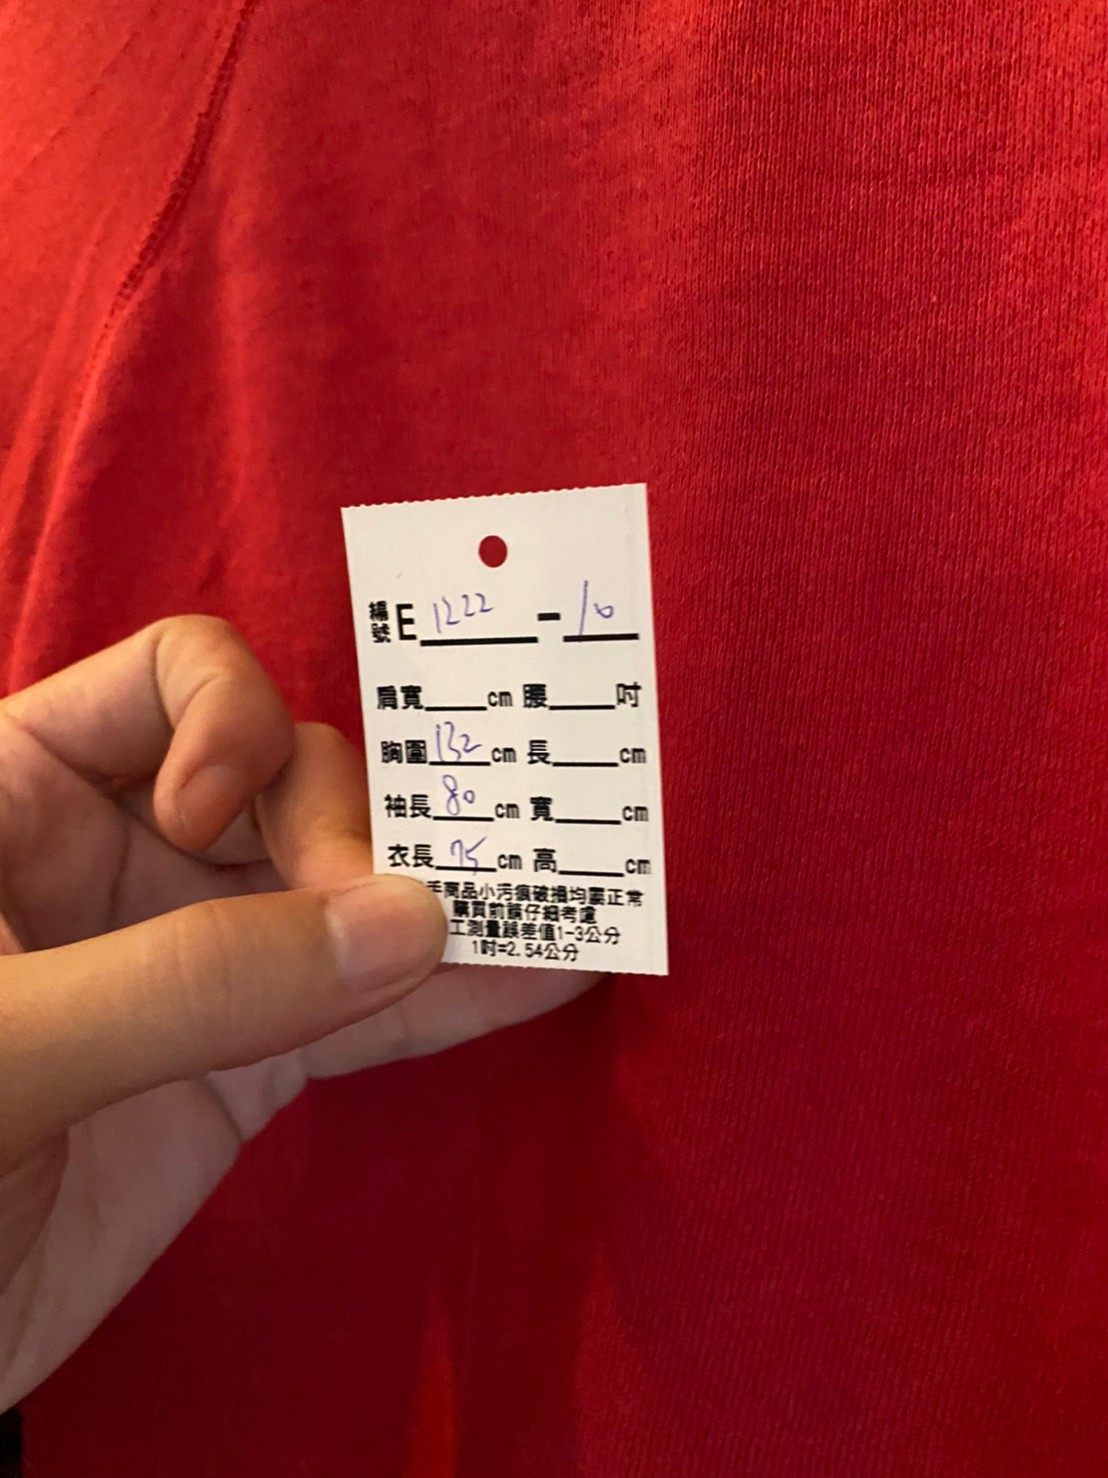 編號E 1222 - 10
肩寬 cm 腰 吋
胸圍 132 cm 長 cm
袖長 80 cm 寬 cm
衣長 75 cm 高 cm
手商品小污痕破損均屬正常
購買前請仔細考慮
工測量誤差值1-3公分
1吋=2.54公分